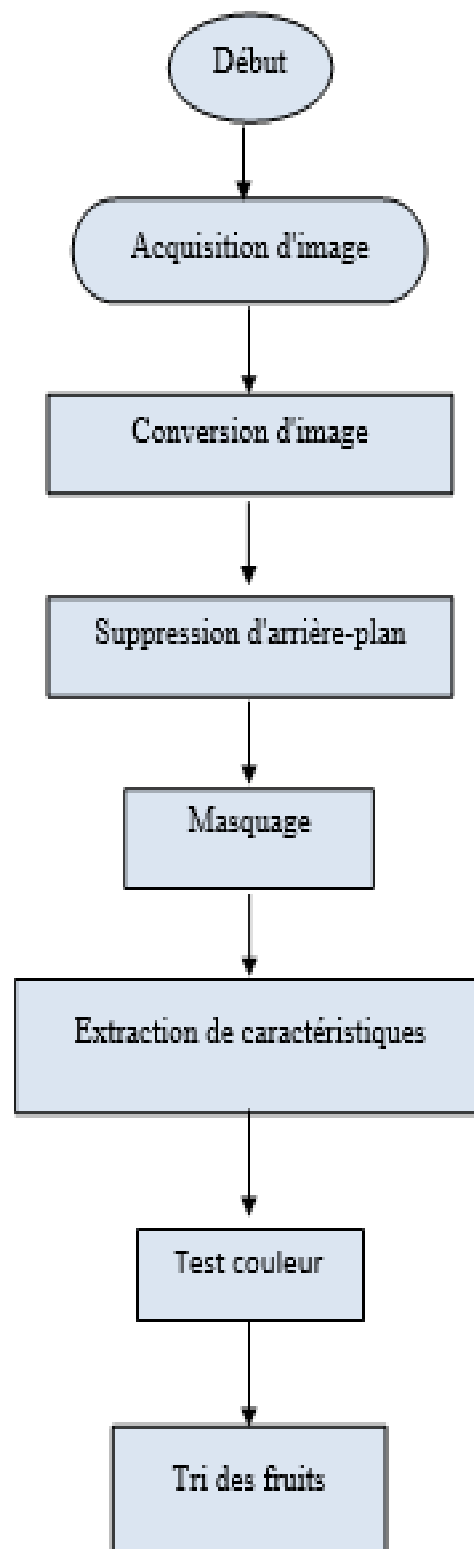 Début
Acquisition d'image
Conversion d'image
Suppression d'arrière-plan
Masquage
Extraction de caractéristiques
Test couleur
Tri des fruits